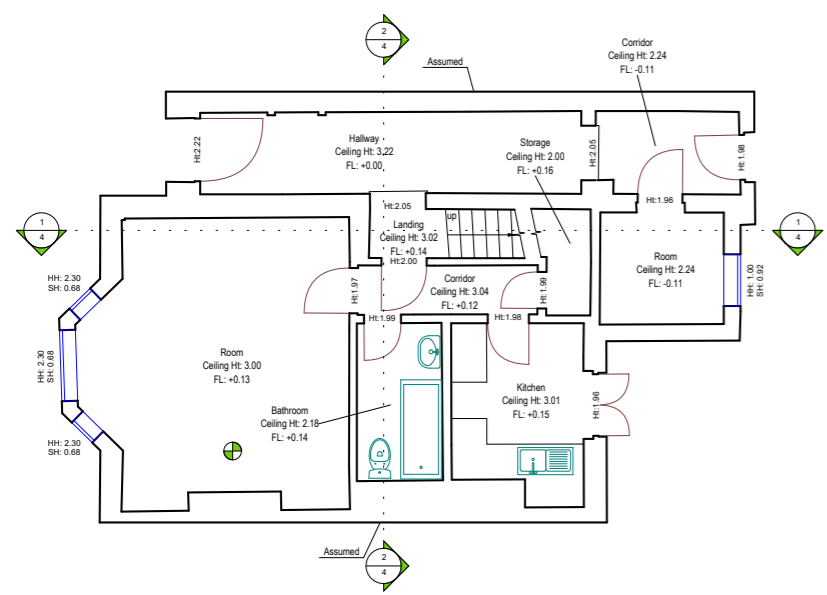 2
4
Corridor
Ceiling Ht: 2.24
FL: -0.11
Assumed
Ht:2.22
Hallway
Ceiling Ht: 3.22
FL: +0.00
Storage
Ceiling Ht: 2.00
FL: +0.16
Ht:2.05
Ht:1.98
Ht:1.96
Ht:2.05
Landing
Ceiling Ht: 3.02
FL: +0.14
Ht:2.00
up
1
4
1
4
Room
Ceiling Ht: 2.24
FL: -0.11
HH: 1.00
SH: 0.92
HH: 2.30
SH: 0.68
Ht:1.97
Corridor
Ceiling Ht: 3.04
FL: +0.12
Ht:1.99
Ht:1.99
Ht:1.98
HH: 2.30
SH: 0.68
Room
Ceiling Ht: 3.00
FL: +0.13
Kitchen
Ceiling Ht: 3.01
FL: +0.15
Ht:1.96
Bathroom
Ceiling Ht: 2.18
FL: +0.14
HH: 2.30
SH: 0.68
Assumed
2
4